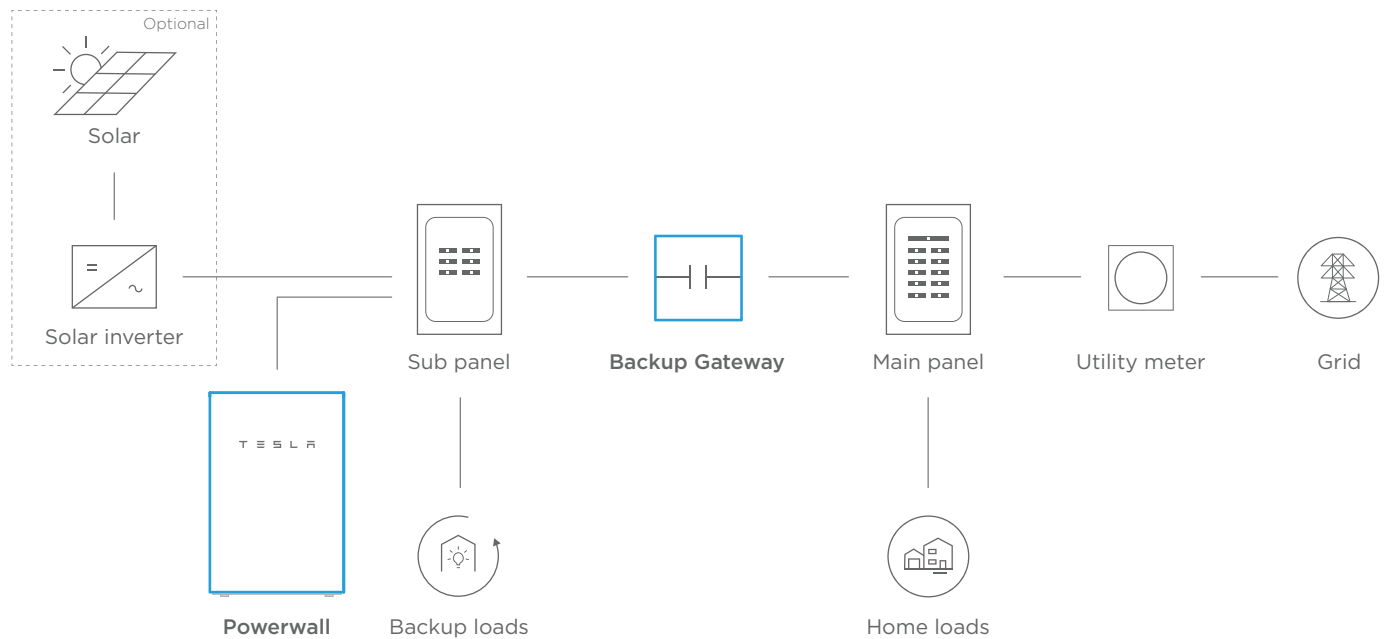 Optional
Solar
Solar inverter
Sub panel
Backup Gateway
Main panel
Utility meter
Grid
TESLA
Powerwall
Backup loads
Home loads